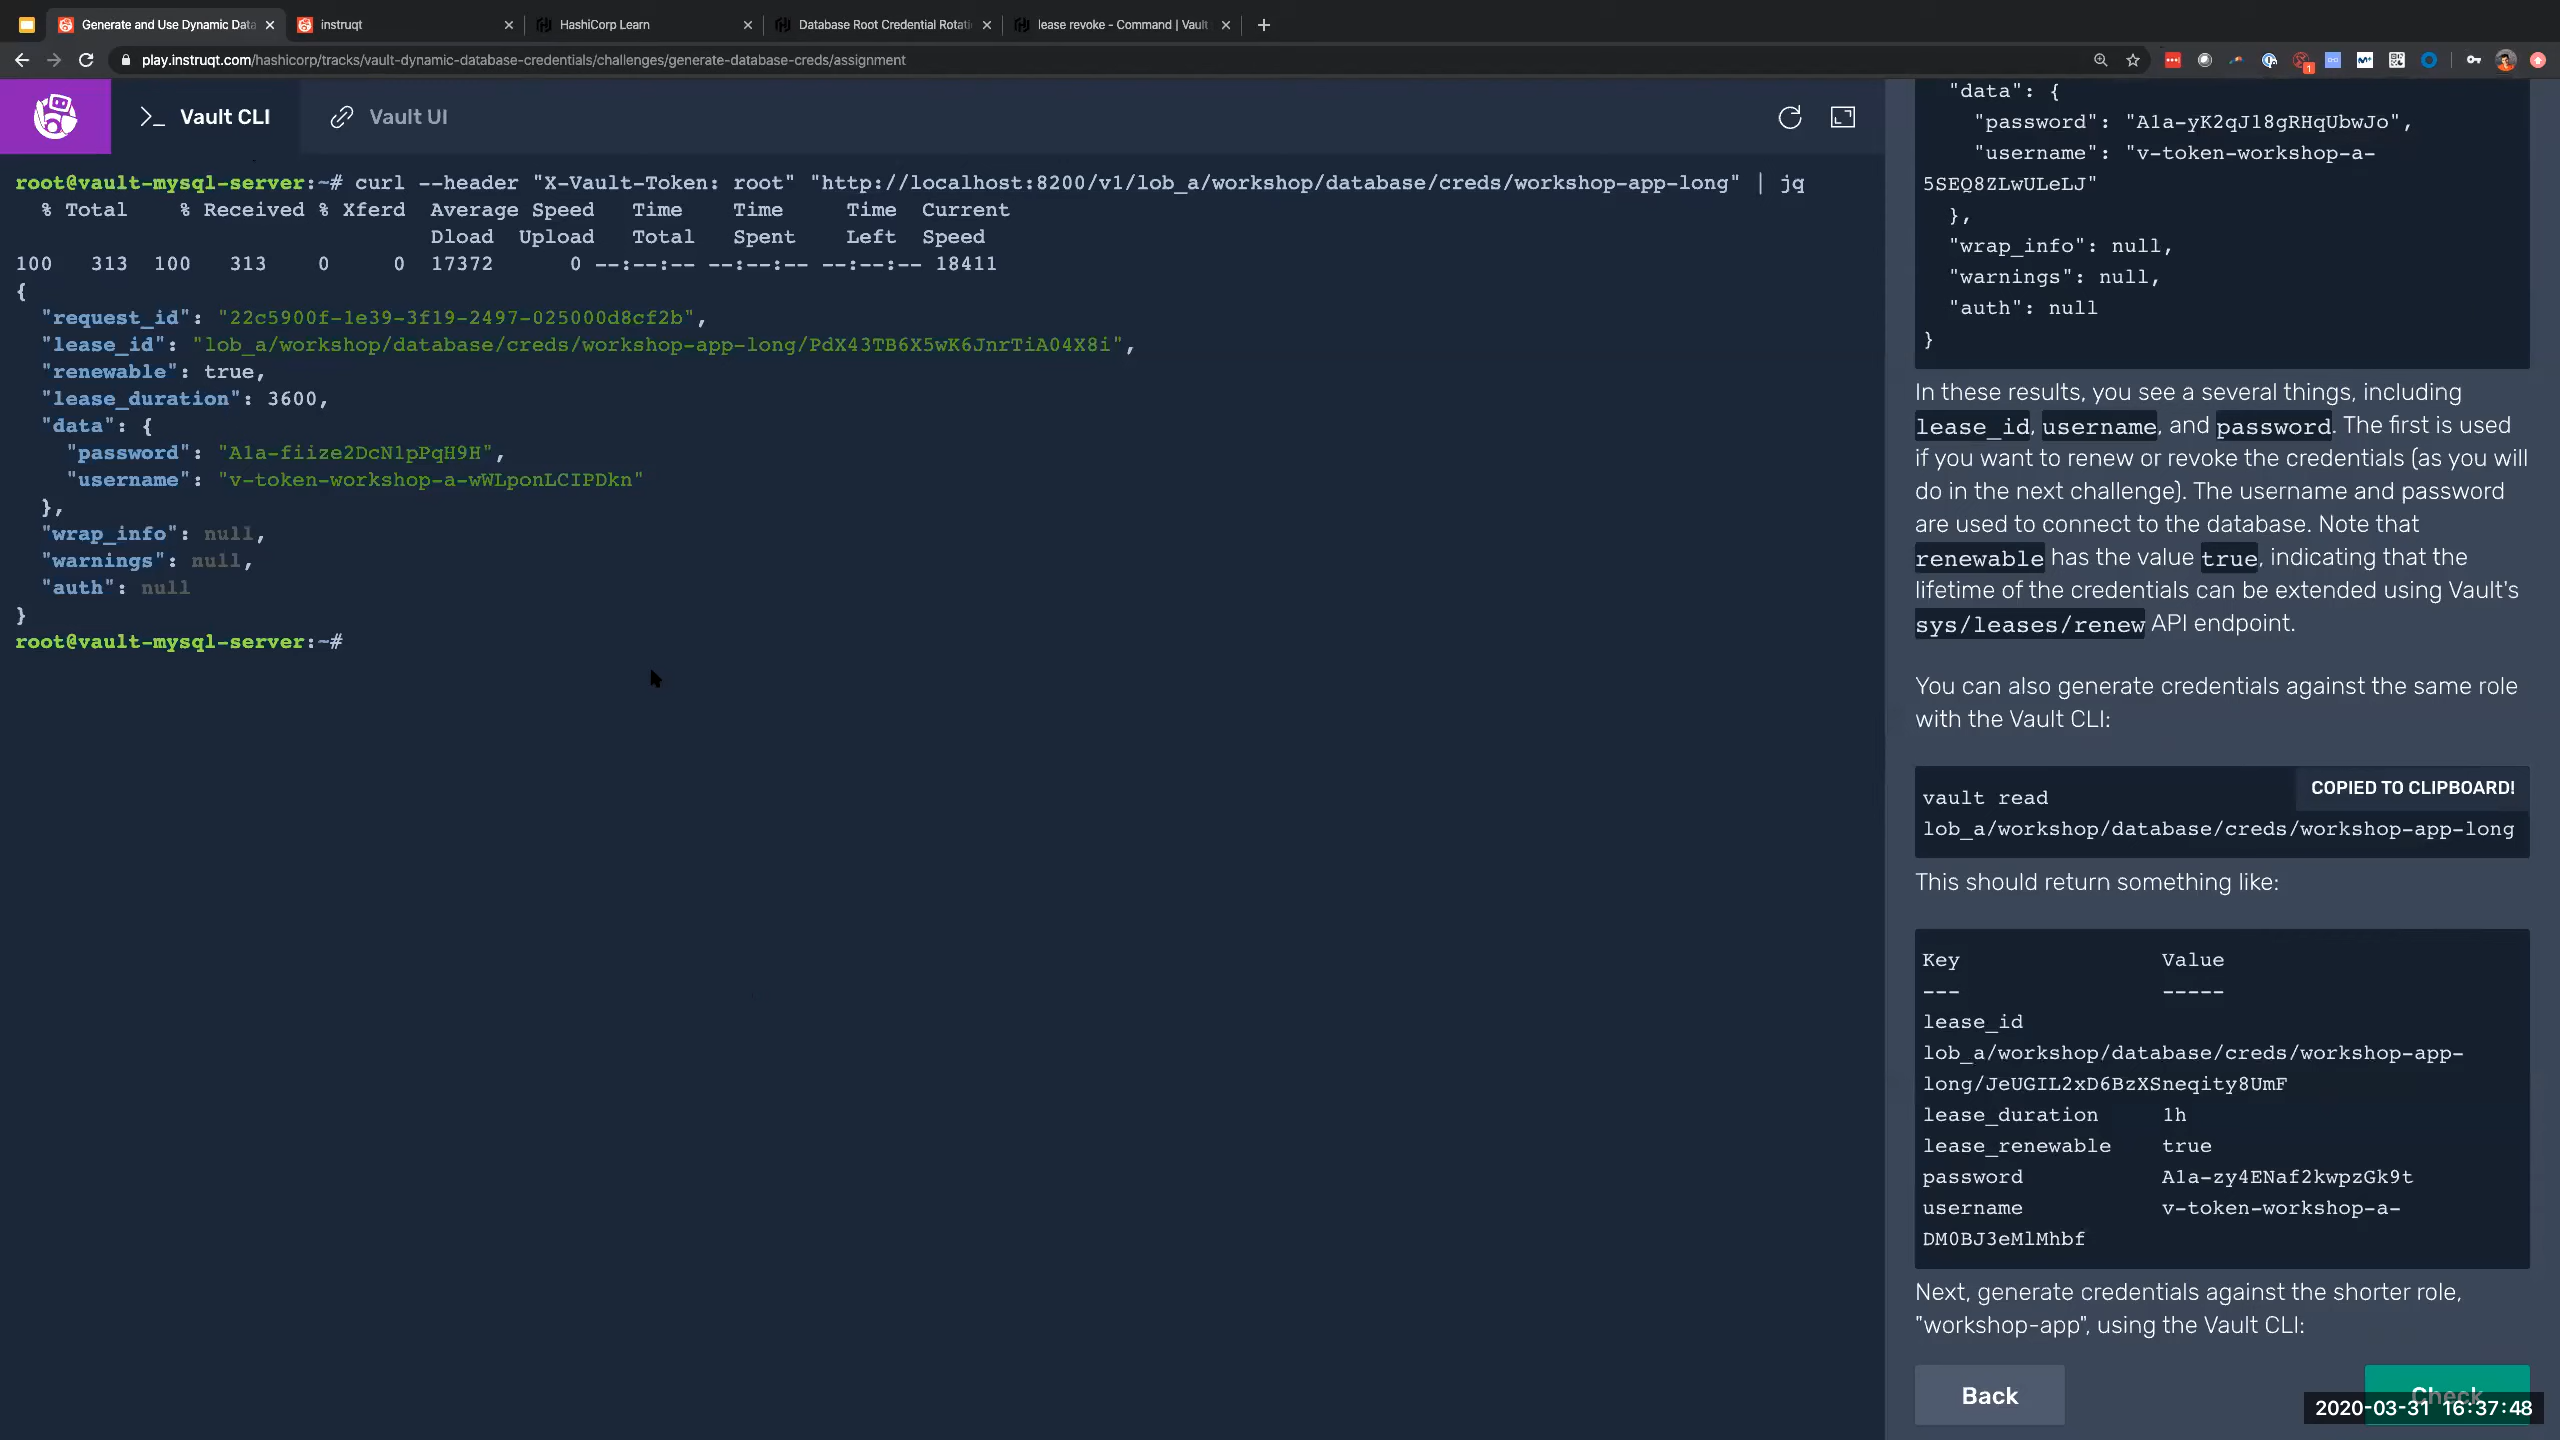 Generate and Use Dynamic Data
instruqt
HashiCorp Learn
Database Root Credential Rotati
lease revoke - Command | Vault
play.instruqt.com/hashicorp/tracks/vault-dynamic-database-credentials/challenges/generate-database-creds/assignment
>_ Vault CLI
Vault UI
root@vault-mysql-server:~# curl --header "X-Vault-Token: root" "http://localhost:8200/v1/lob_a/workshop/database/creds/workshop-app-long" | jq
% Total % Received % Xferd Average Speed Time Time Time Current
Dload Upload Total Spent Left Speed
100 313 100 313 0 0 17372 0 --:--:-- --:--:-- --:--:-- 18411
{
"request_id": "22c5900f-1e39-3f19-2497-025000d8cf2b",
"lease_id": "lob_a/workshop/database/creds/workshop-app-long/PdX43TB6X5wK6JnrTiA04X8i",
"renewable": true,
"lease_duration": 3600,
"data": {
"password": "A1a-fiize2DcN1pPqH9H",
"username": "v-token-workshop-a-wWLponLCIPDkn"
},
"wrap_info": null,
"warnings": null,
"auth": null
}
root@vault-mysql-server:~#
"data": {
"password": "A1a-yK2qJ18gRHqUbwJo",
"username": "v-token-workshop-a-
5SEQ8ZLwULeLJ"
},
"wrap_info": null,
"warnings": null,
"auth": null
}
In these results, you see a several things, including
lease_id, username, and password. The first is used
if you want to renew or revoke the credentials (as you will
do in the next challenge). The username and password
are used to connect to the database. Note that
renewable has the value true, indicating that the
lifetime of the credentials can be extended using Vault's
sys/leases/renew API endpoint.
You can also generate credentials against the same role
with the Vault CLI:
COPIED TO CLIPBOARD!
vault read
lob_a/workshop/database/creds/workshop-app-long
This should return something like:
Key Value
--- -----
lease_id
lob_a/workshop/database/creds/workshop-app-
long/JeUGIL2xD6BzXSneqity8UmF
lease_duration 1h
lease_renewable true
password A1a-zy4ENaf2kwpzGk9t
username v-token-workshop-a-
DM0BJ3eMlMhbf
Next, generate credentials against the shorter role,
"workshop-app", using the Vault CLI:
Back
Check
2020-03-31 16:37:48